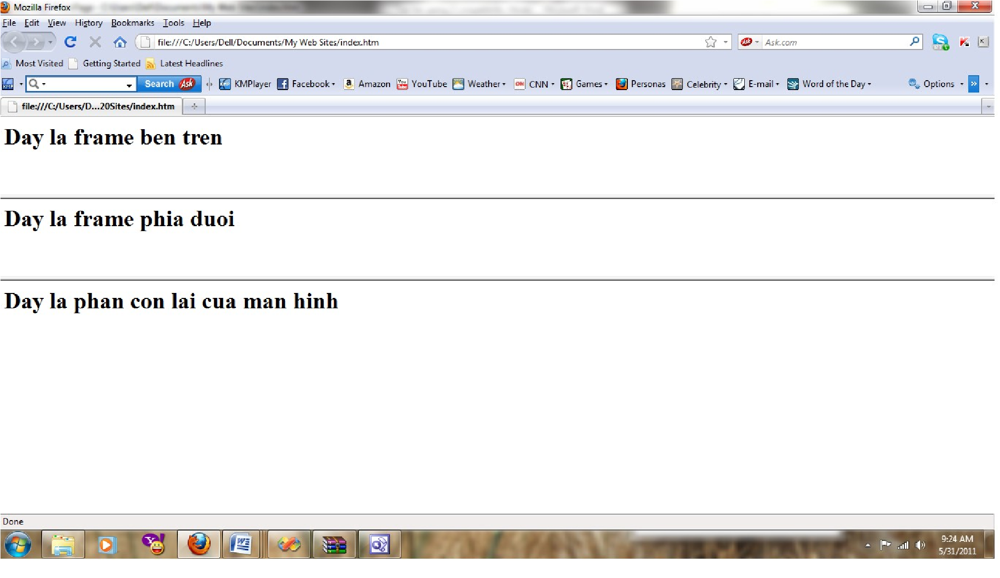 Mozilla Firefox
File Edit View History Bookmarks Tools Help
file:///C:/Users/Dell/Documents/My Web Sites/index.htm Ask Ask.com
Most Visited Getting Started Latest Headlines
KMP Search Ask KMPlayer Facebook Amazon YouTube Weather CNN Games Personas Celebrity E-mail Word of the Day Options
file:///C:/Users/D...20Sites/index.htm
Day la frame ben tren
Day la frame phia duoi
Day la phan con lai cua man hinh
Done
9:24 AM
5/31/2011